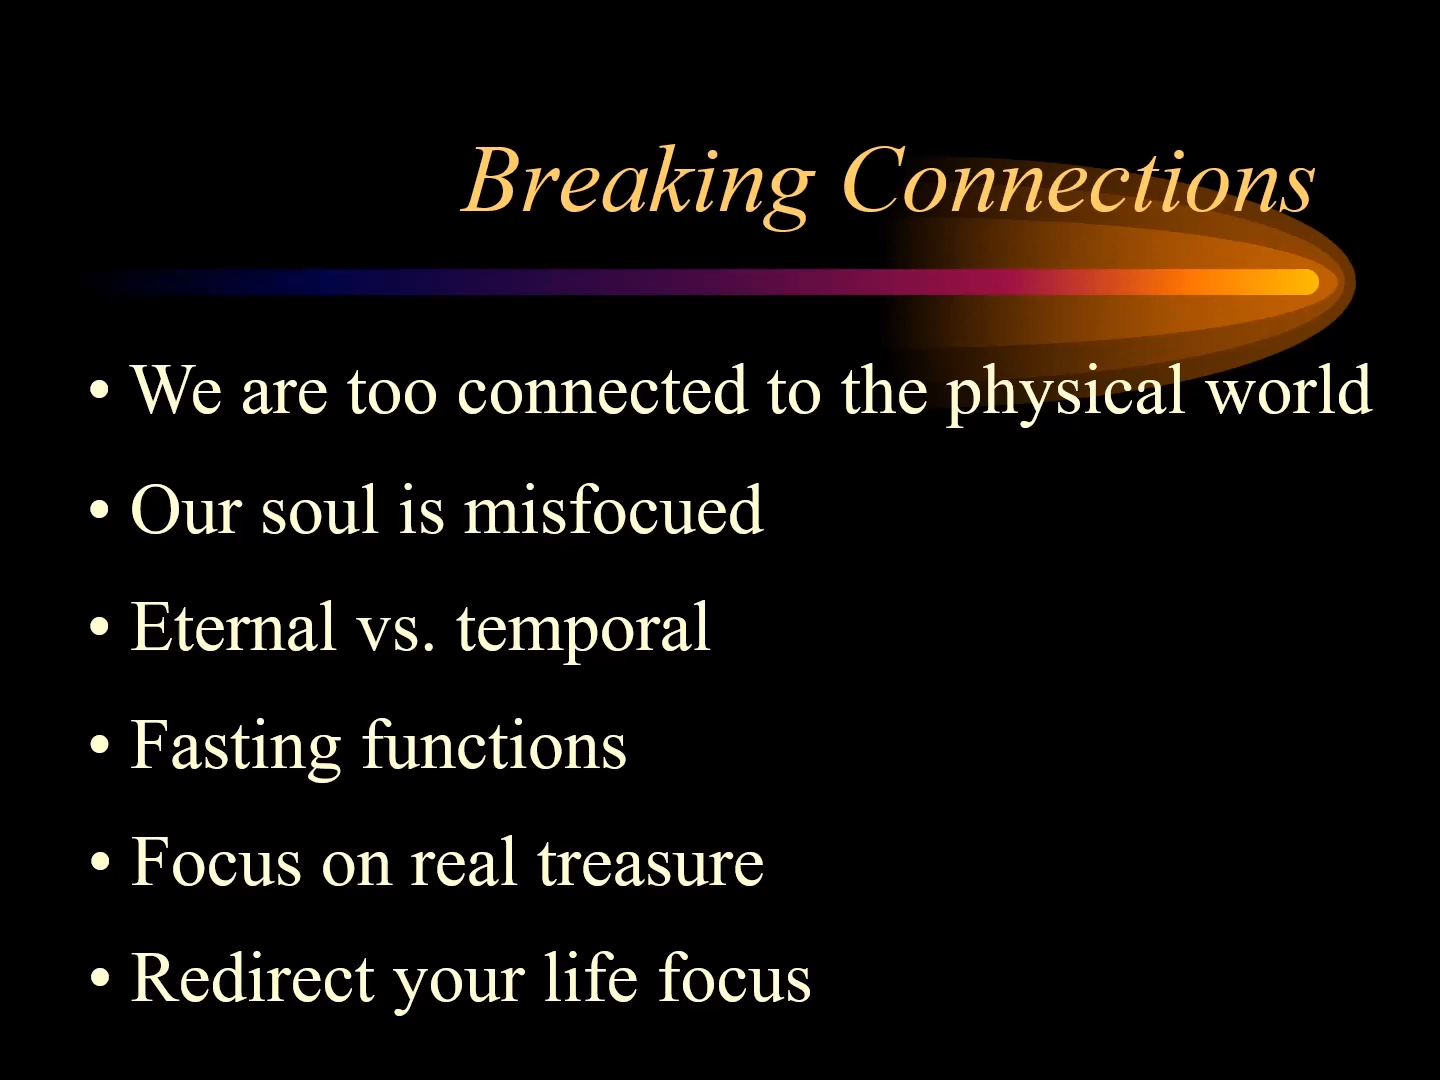 Breaking Connections
• We are too connected to the physical world
• Our soul is misfocued
• Eternal vs. temporal
• Fasting functions
• Focus on real treasure
• Redirect your life focus